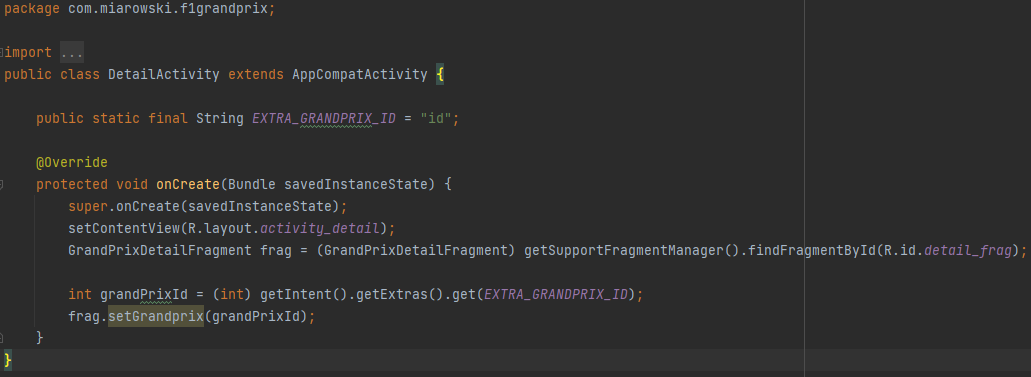 package com.miarowski.f1grandprix;
import ...
public class DetailActivity extends AppCompatActivity {
public static final String EXTRA_GRANDPRIX_ID = "id";
@Override
protected void onCreate(Bundle savedInstanceState) {
super.onCreate(savedInstanceState);
setContentView(R.layout.activity_detail);
GrandPrixDetailFragment frag = (GrandPrixDetailFragment) getSupportFragmentManager().findFragmentById(R.id.detail_frag);
int grandPrixId = (int) getIntent().getExtras().get(EXTRA_GRANDPRIX_ID);
frag.setGrandprix(grandPrixId);
}
}